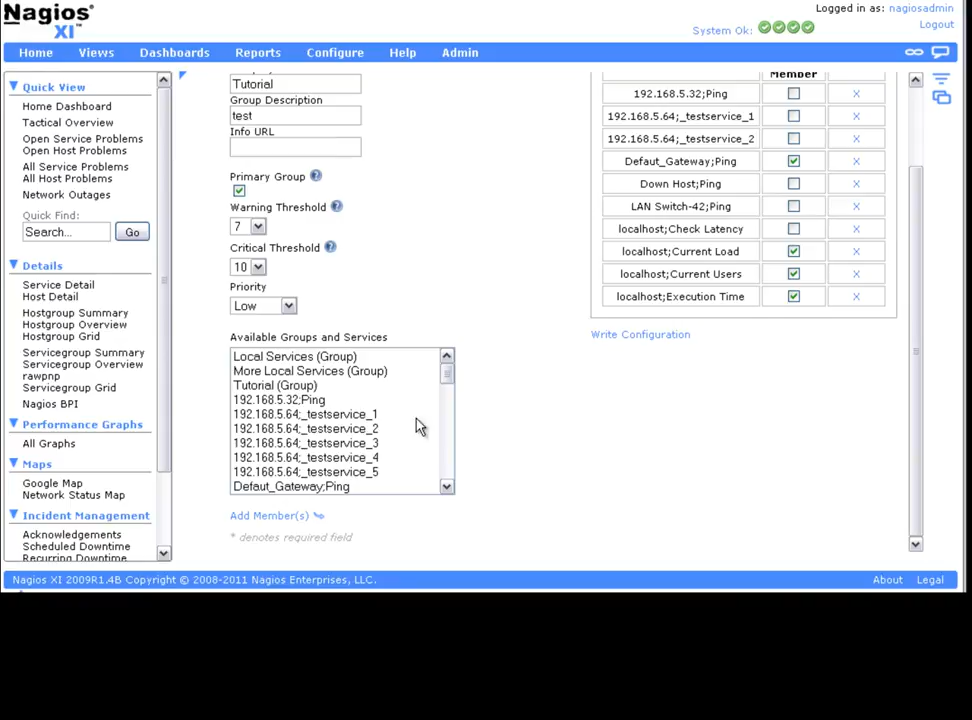 Nagios®
XI™
Logged in as: nagiosadmin
System Ok:
Logout
Home Views Dashboards Reports Configure Help Admin
Quick View
Home Dashboard
Tactical Overview
Open Service Problems
Open Host Problems
All Service Problems
All Host Problems
Network Outages
Quick Find:
Search... Go
Details
Service Detail
Host Detail
Hostgroup Summary
Hostgroup Overview
Hostgroup Grid
Servicegroup Summary
Servicegroup Overview
rawpnp
Servicegroup Grid
Nagios BPI
Performance Graphs
All Graphs
Maps
Google Map
Network Status Map
Incident Management
Acknowledgements
Scheduled Downtime
Recurring Downtime
Tutorial
Group Description
test
Info URL
Primary Group ?
Warning Threshold ?
7
Critical Threshold ?
10
Priority
Low
Available Groups and Services
Local Services (Group)
More Local Services (Group)
Tutorial (Group)
192.168.5.32;Ping
192.168.5.64;_testservice_1
192.168.5.64;_testservice_2
192.168.5.64;_testservice_3
192.168.5.64;_testservice_4
192.168.5.64;_testservice_5
Defaut_Gateway;Ping
Add Member(s)
* denotes required field
Member
192.168.5.32;Ping X
192.168.5.64;_testservice_1 X
192.168.5.64;_testservice_2 X
Defaut_Gateway;Ping X
Down Host;Ping X
LAN Switch-42;Ping X
localhost;Check Latency X
localhost;Current Load X
localhost;Current Users X
localhost;Execution Time X
Write Configuration
Nagios XI 2009R1.4B Copyright © 2008-2011 Nagios Enterprises, LLC.
About Legal